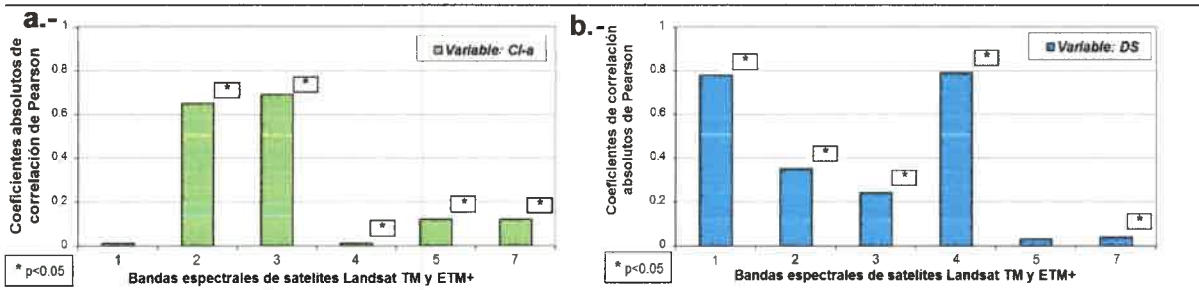 a.-
Coeficientes absolutos de
correlación de Pearson
1
0.8
0.6
0.4
0.2
0
Variable: Cl-a
*
*
*
*
*
1
2
3
4
5
7
* p<0.05
Bandas espectrales de satelites Landsat TM y ETM+
b.-
Coeficientes de correlación
absolutos de Pearson
1
0.8
0.6
0.4
0.2
0
Variable: DS
*
*
*
*
*
1
2
3
4
5
7
* p<0.05
Bandas espectrales de satelites Landsat TM y ETM+